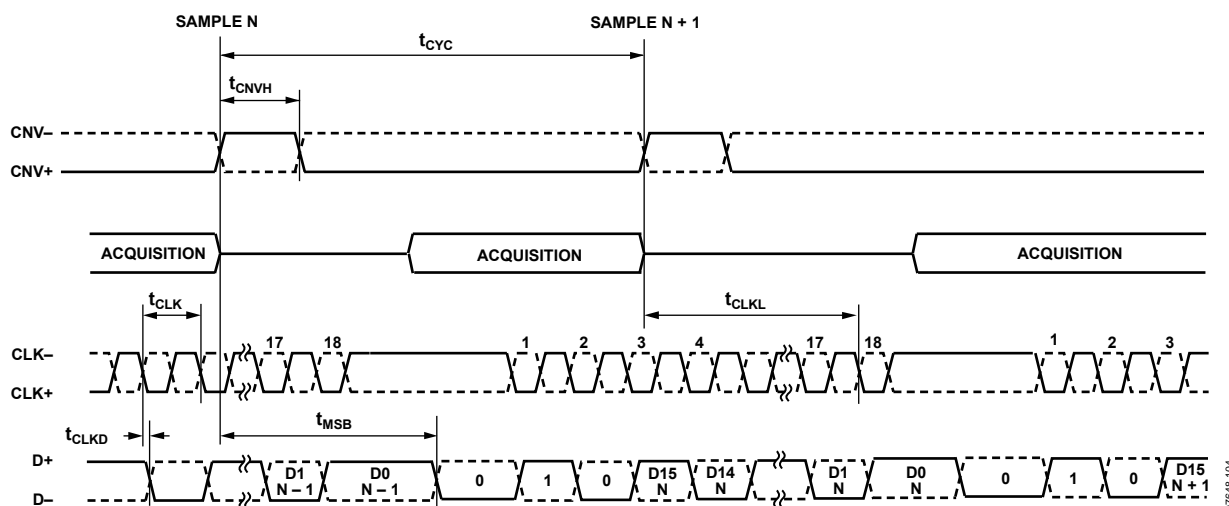 SAMPLE N SAMPLE N + 1
tCYC
tCNVH
CNV–
CNV+
ACQUISITION ACQUISITION ACQUISITION
tCLK tCLKL
17 18 1 2 3 4 17 18 1 2 3
CLK–
CLK+
tCLKD tMSB
D+
D–
D1 N – 1
D0 N – 1
0 1 0
D15 N
D14 N
D1 N
D0 N
0 1 0
D15 N + 1